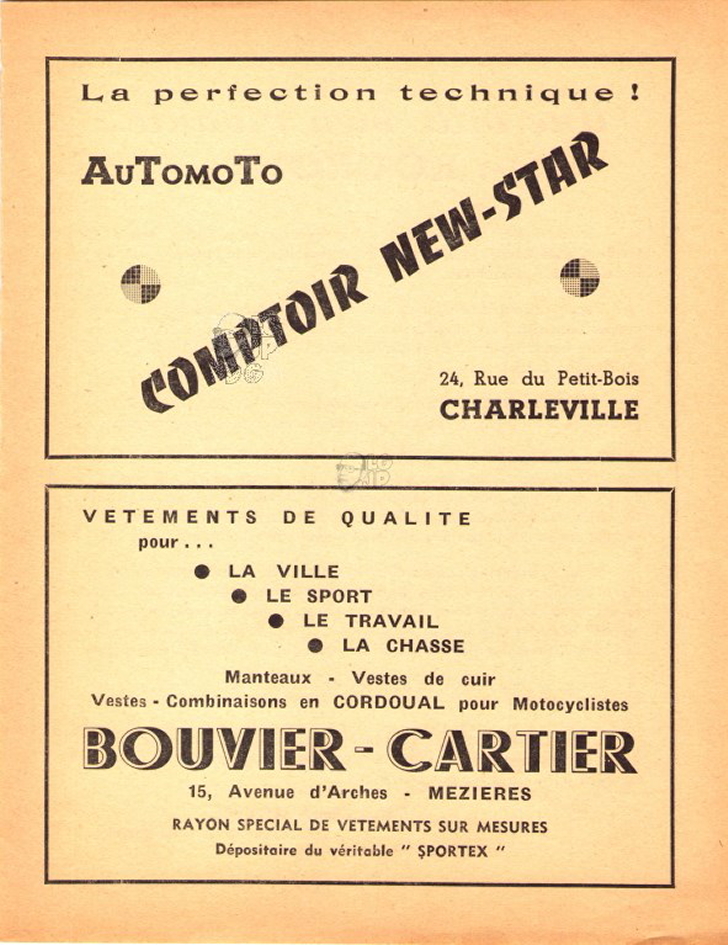 La perfection technique !
AuTomoTo
COMPTOIR NEW-STAR
24, Rue du Petit-Bois
CHARLEVILLE
VETEMENTS DE QUALITE
pour...
● LA VILLE
● LE SPORT
● LE TRAVAIL
● LA CHASSE
Manteaux - Vestes de cuir
Vestes - Combinaisons en CORDOUAL pour Motocyclistes
BOUVIER - CARTIER
15, Avenue d'Arches - MEZIERES
RAYON SPECIAL DE VETEMENTS SUR MESURES
Dépositaire du véritable " SPORTEX "